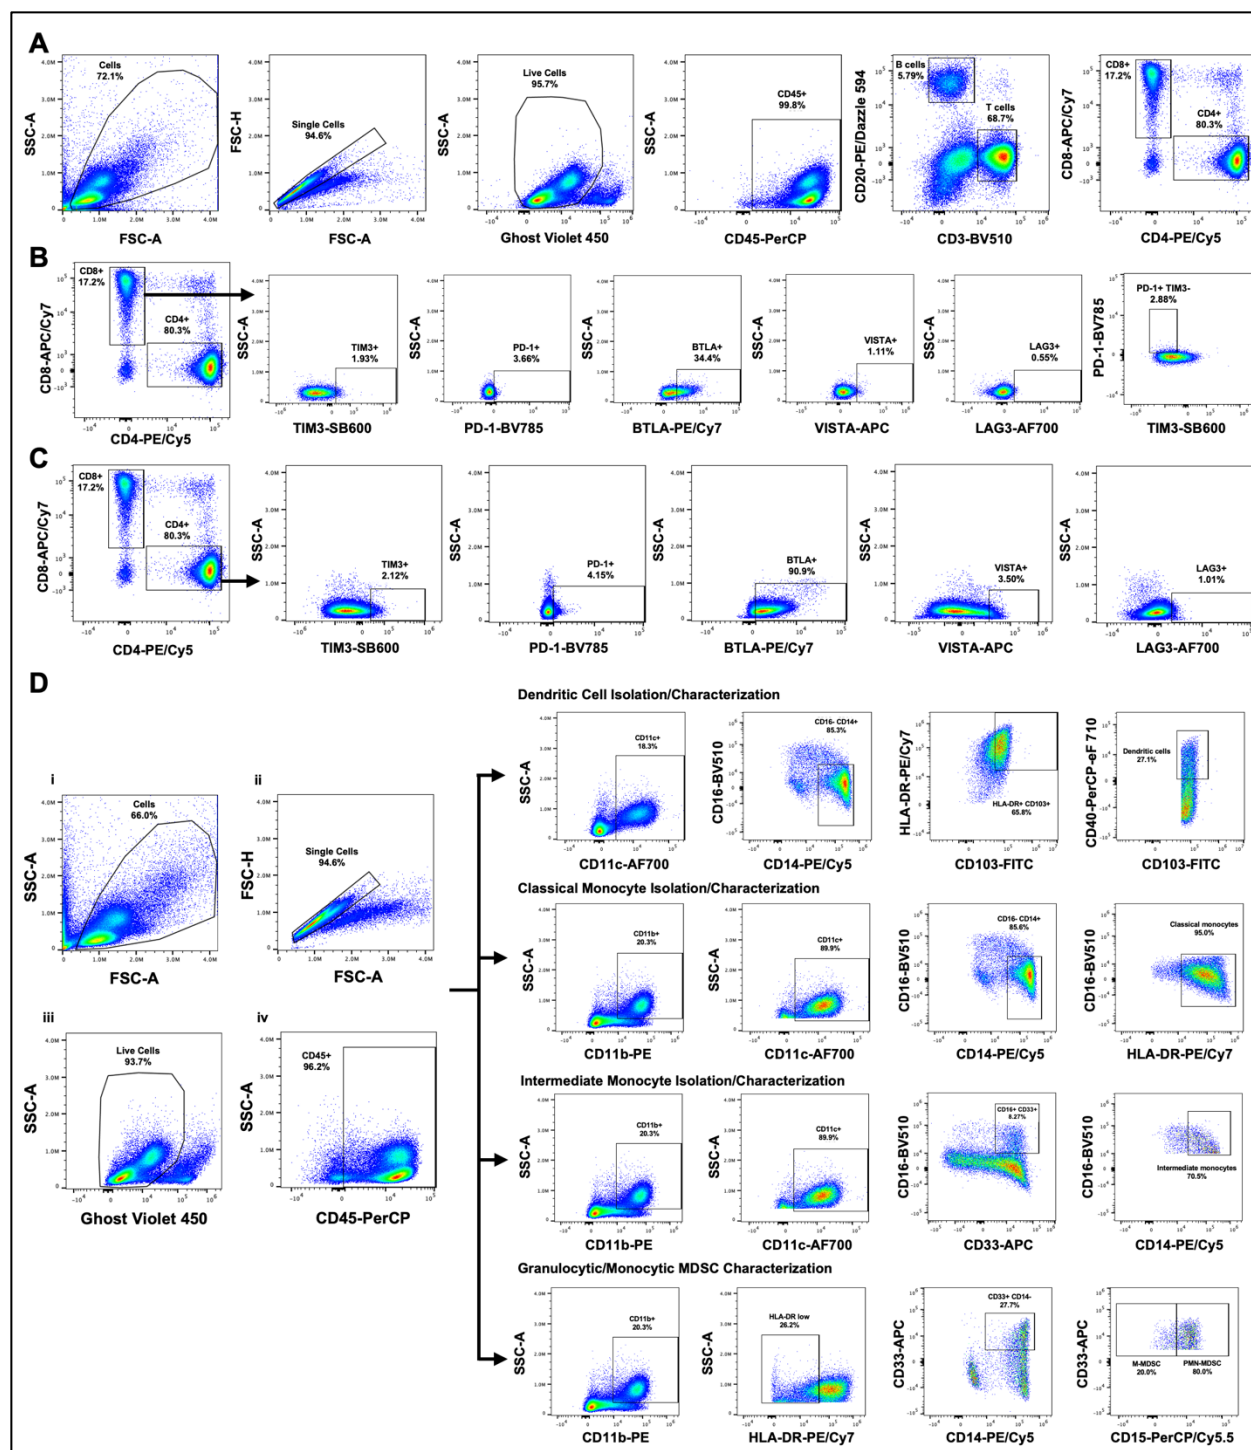 A
Cells
72.1%
SSC-A
FSC-A
Single Cells
94.6%
FSC-H
FSC-A
Live Cells
95.7%
SSC-A
Ghost Violet 450
CD45+
99.8%
SSC-A
CD45-PerCP
B cells
5.79%
T cells
68.7%
CD20-PE/Dazzle 594
CD3-BV510
CD8+
17.2%
CD4+
80.3%
CD8-APC/Cy7
CD4-PE/Cy5
B
CD8+
17.2%
CD4+
80.3%
CD8-APC/Cy7
CD4-PE/Cy5
TIM3+
1.93%
SSC-A
TIM3-SB600
PD-1+
3.66%
SSC-A
PD-1-BV785
BTLA+
34.4%
SSC-A
BTLA-PE/Cy7
VISTA+
1.11%
SSC-A
VISTA-APC
LAG3+
0.55%
SSC-A
LAG3-AF700
PD-1+ TIM3-
2.88%
PD-1-BV785
TIM3-SB600
C
CD8+
17.2%
CD4+
80.3%
CD8-APC/Cy7
CD4-PE/Cy5
TIM3+
2.12%
SSC-A
TIM3-SB600
PD-1+
4.15%
SSC-A
PD-1-BV785
BTLA+
90.9%
SSC-A
BTLA-PE/Cy7
VISTA+
3.50%
SSC-A
VISTA-APC
LAG3+
1.01%
SSC-A
LAG3-AF700
D
i
Cells
66.0%
SSC-A
FSC-A
ii
Single Cells
94.6%
FSC-H
FSC-A
iii
Live Cells
93.7%
SSC-A
Ghost Violet 450
iv
CD45+
96.2%
SSC-A
CD45-PerCP
Dendritic Cell Isolation/Characterization
CD11c+
18.3%
SSC-A
CD11c-AF700
CD16- CD14+
85.3%
CD16-BV510
CD14-PE/Cy5
HLA-DR+ CD103+
65.8%
HLA-DR-PE/Cy7
CD103-FITC
Dendritic cells
27.1%
CD40-PerCP-eF 710
CD103-FITC
Classical Monocyte Isolation/Characterization
CD11b+
20.3%
SSC-A
CD11b-PE
CD11c+
89.9%
SSC-A
CD11c-AF700
CD16- CD14+
85.6%
CD16-BV510
CD14-PE/Cy5
Classical monocytes
95.0%
CD16-BV510
HLA-DR-PE/Cy7
Intermediate Monocyte Isolation/Characterization
CD11b+
20.3%
SSC-A
CD11b-PE
CD11c+
89.9%
SSC-A
CD11c-AF700
CD16+ CD33+
8.27%
CD16-BV510
CD33-APC
Intermediate monocytes
70.5%
CD16-BV510
CD14-PE/Cy5
Granulocytic/Monocytic MDSC Characterization
CD11b+
20.3%
SSC-A
CD11b-PE
HLA-DR low
26.2%
SSC-A
HLA-DR-PE/Cy7
CD33+ CD14-
27.7%
CD33-APC
CD14-PE/Cy5
M-MDSC
20.0%
PMN-MDSC
80.0%
CD33-APC
CD15-PerCP/Cy5.5